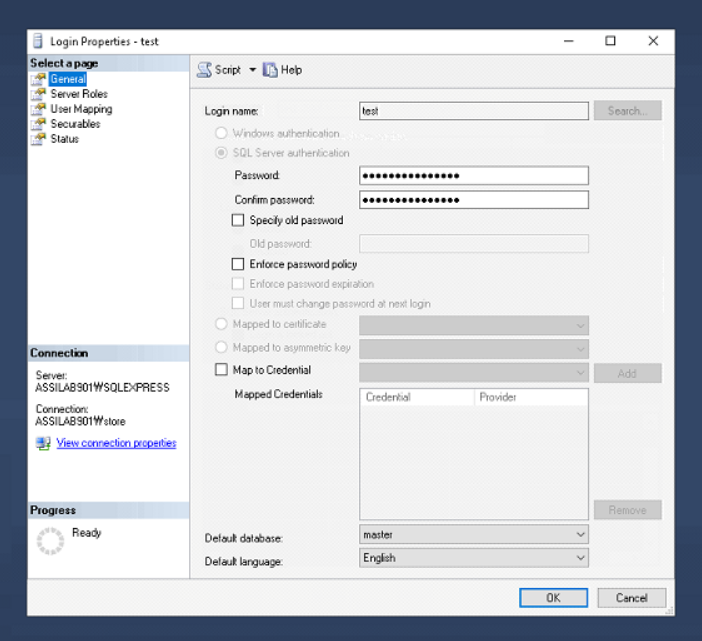 Login Properties - test
Select a page
General
Server Roles
User Mapping
Securables
Status
Script
Help
Login name: test Search...
Windows authentication
SQL Server authentication
Password: ●●●●●●●●●●●●●●●
Confirm password: ●●●●●●●●●●●●●●●
Specify old password
Old password:
Enforce password policy
Enforce password expiration
User must change password at next login
Mapped to certificate
Mapped to asymmetric key
Map to Credential Add
Mapped Credentials Credential Provider
Remove
Default database: master
Default language: English
Connection
Server:
ASSILAB901₩SQLEXPRESS
Connection:
ASSILAB901₩store
View connection properties
Progress
Ready
OK Cancel